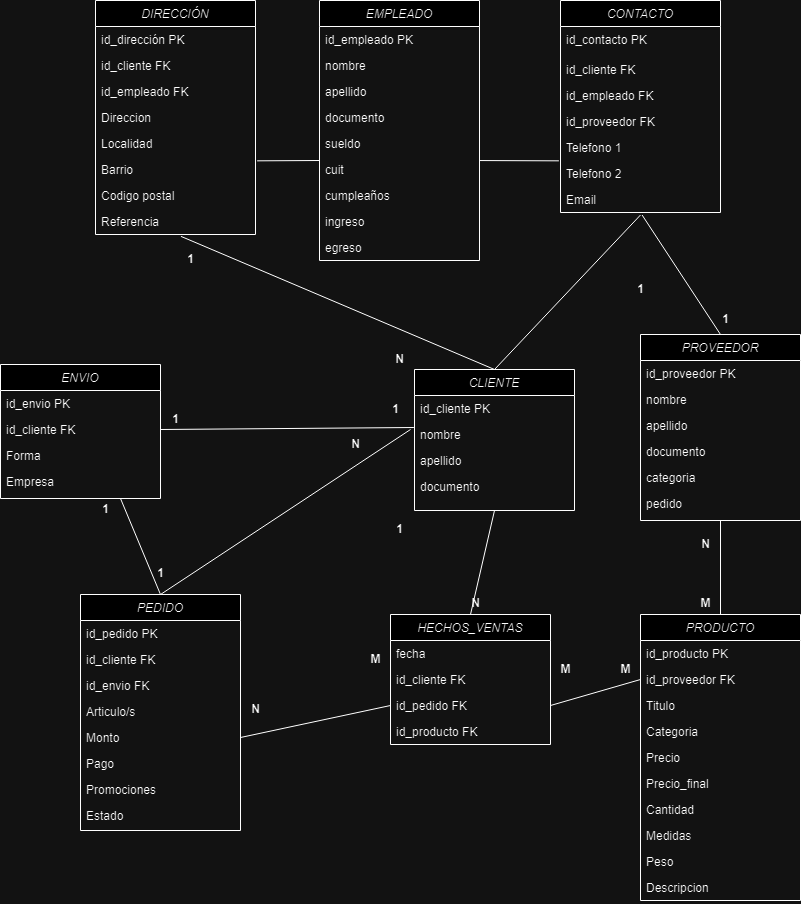 DIRECCIÓN
id_dirección PK
id_cliente FK
id_empleado FK
Direccion
Localidad
Barrio
Codigo postal
Referencia
EMPLEADO
id_empleado PK
nombre
apellido
documento
sueldo
cuit
cumpleaños
ingreso
egreso
CONTACTO
id_contacto PK
id_cliente FK
id_empleado FK
id_proveedor FK
Telefono 1
Telefono 2
Email
1
1
1
N
ENVIO
id_envio PK
id_cliente FK
Forma
Empresa
1
1
N
CLIENTE
id_cliente PK
nombre
apellido
documento
PROVEEDOR
id_proveedor PK
nombre
apellido
documento
categoria
pedido
1
1
1
N
N
M
PEDIDO
id_pedido PK
id_cliente FK
id_envio FK
Articulo/s
Monto
Pago
Promociones
Estado
N
M
HECHOS_VENTAS
fecha
id_cliente FK
id_pedido FK
id_producto FK
M
M
PRODUCTO
id_producto PK
id_proveedor FK
Titulo
Categoria
Precio
Precio_final
Cantidad
Medidas
Peso
Descripcion